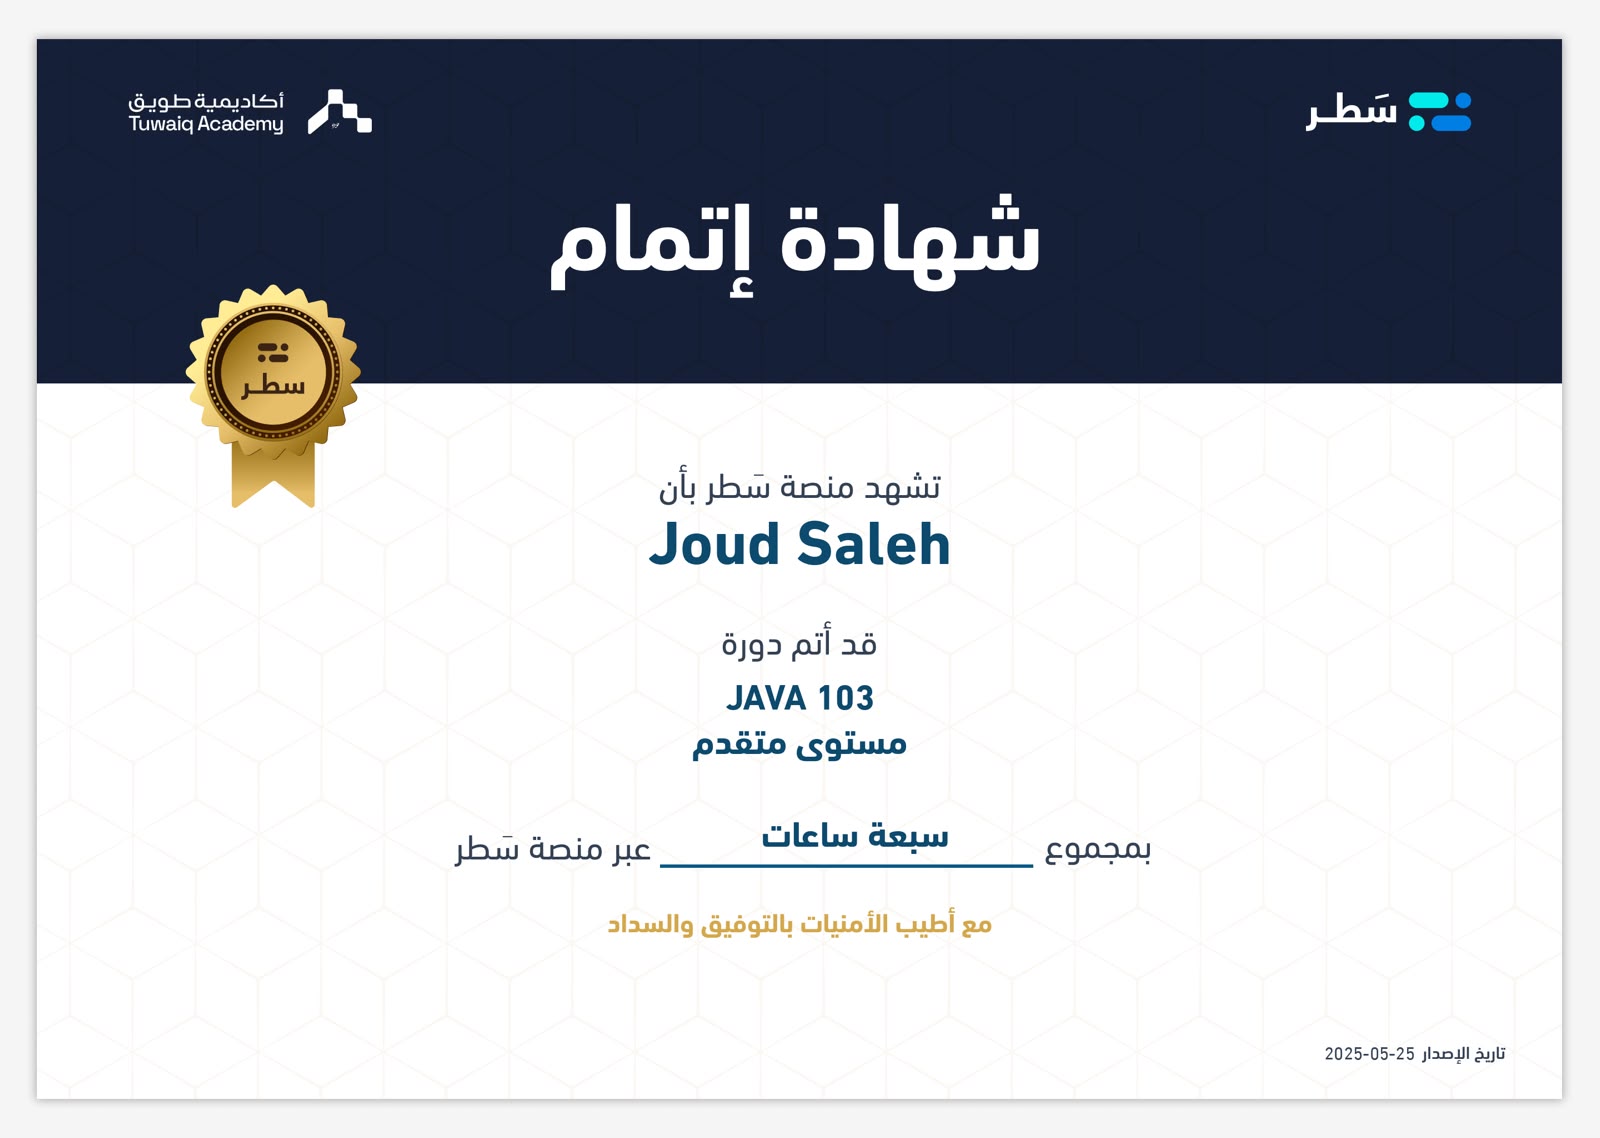 سَطر
أكاديمية طويق
Tuwaiq Academy
شهادة إتمام
سطر
تشهد منصة سَطر بأن
Joud Saleh
قد أتم دورة
JAVA 103
مستوى متقدم
بمجموع سبعة ساعات عبر منصة سَطر
مع أطيب الأمنيات بالتوفيق والسداد
تاريخ الإصدار 2025-05-25